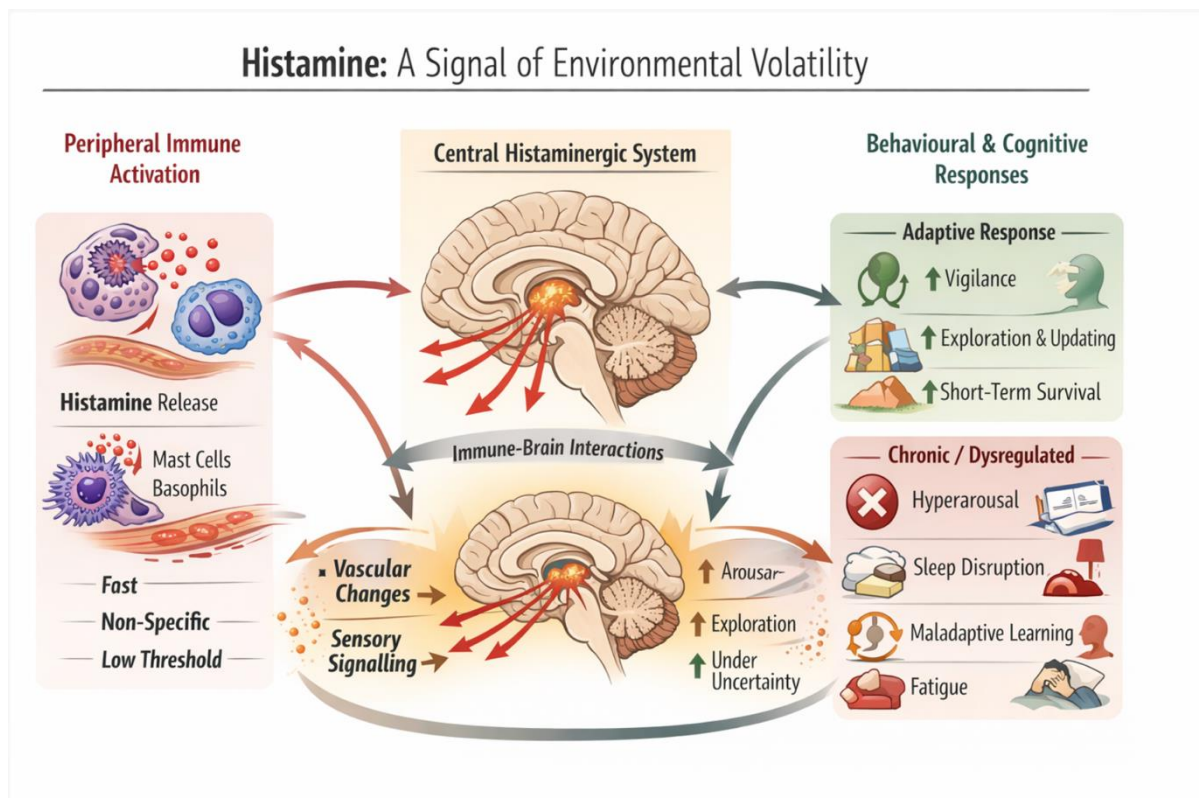 Histamine: A Signal of Environmental Volatility
Peripheral Immune
Activation
Histamine Release
Mast Cells
Basophils
Fast
Non-Specific
Low Threshold
Central Histaminergic System
Immune-Brain Interactions
Vascular
Changes
Sensory
Signalling
Arousar
Exploration
Under
Uncertainty
Behavioural & Cognitive
Responses
Adaptive Response
Vigilance
Exploration & Updating
Short-Term Survival
Chronic / Dysregulated
Hyperarousal
Sleep Disruption
Maladaptive Learning
Fatigue